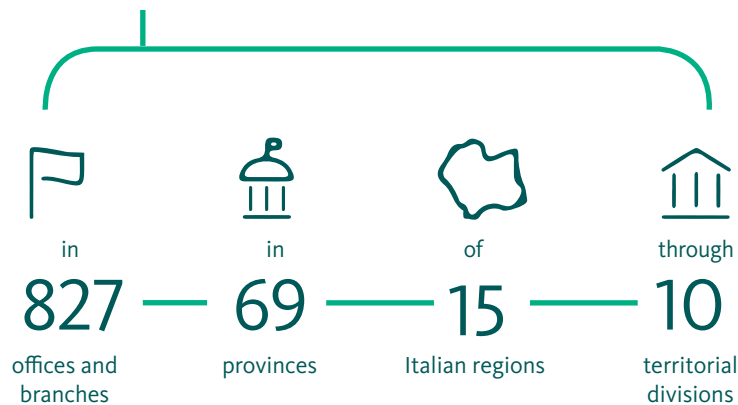 in
827
offices and
branches
in
69
provinces
of
15
Italian regions
through
10
territorial
divisions